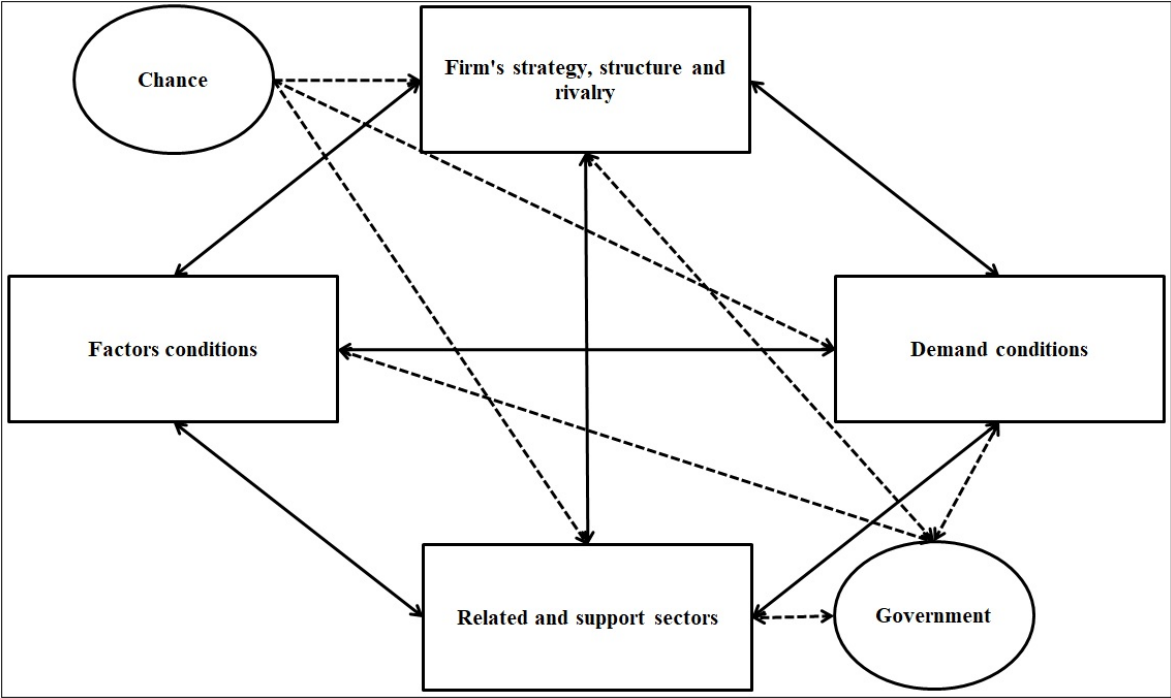 Chance
Firm's strategy, structure and
rivalry
Factors conditions
Demand conditions
Related and support sectors
Government